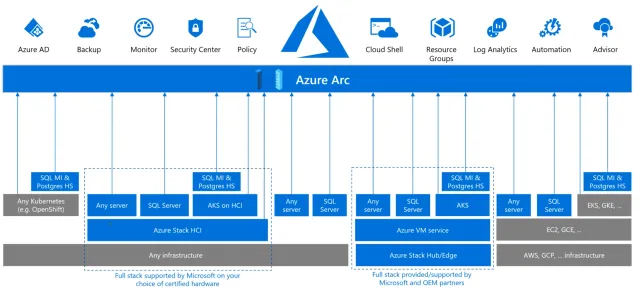 Azure AD
Backup
Monitor
Security Center
Policy
Cloud Shell
Resource
Groups
Log Analytics
Automation
Advisor
Azure Arc
SQL MI &
Postgres HS
SQL MI &
Postgres HS
SQL MI &
Postgres HS
SQL MI &
Postgres HS
Any Kubernetes
(e.g. OpenShift)
Any server
SQL Server
AKS on HCI
Any
server
SQL
Server
Any
server
SQL
Server
AKS
Any
server
SQL
Server
EKS, GKE, ...
Azure Stack HCI
Azure VM service
EC2, GCE, ...
Any infrastructure
Azure Stack Hub/Edge
AWS, GCP, ... infrastructure
Full stack supported by Microsoft on your
choice of certified hardware
Full stack provided/supported by
Microsoft and OEM partners